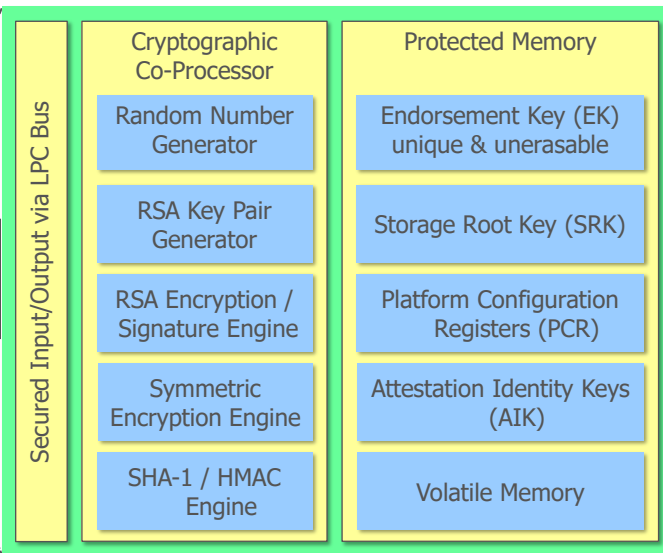 Secured Input/Output via LPC Bus
Cryptographic
Co-Processor
Random Number
Generator
RSA Key Pair
Generator
RSA Encryption /
Signature Engine
Symmetric
Encryption Engine
SHA-1 / HMAC
Engine
Protected Memory
Endorsement Key (EK)
unique & unerasable
Storage Root Key (SRK)
Platform Configuration
Registers (PCR)
Attestation Identity Keys
(AIK)
Volatile Memory